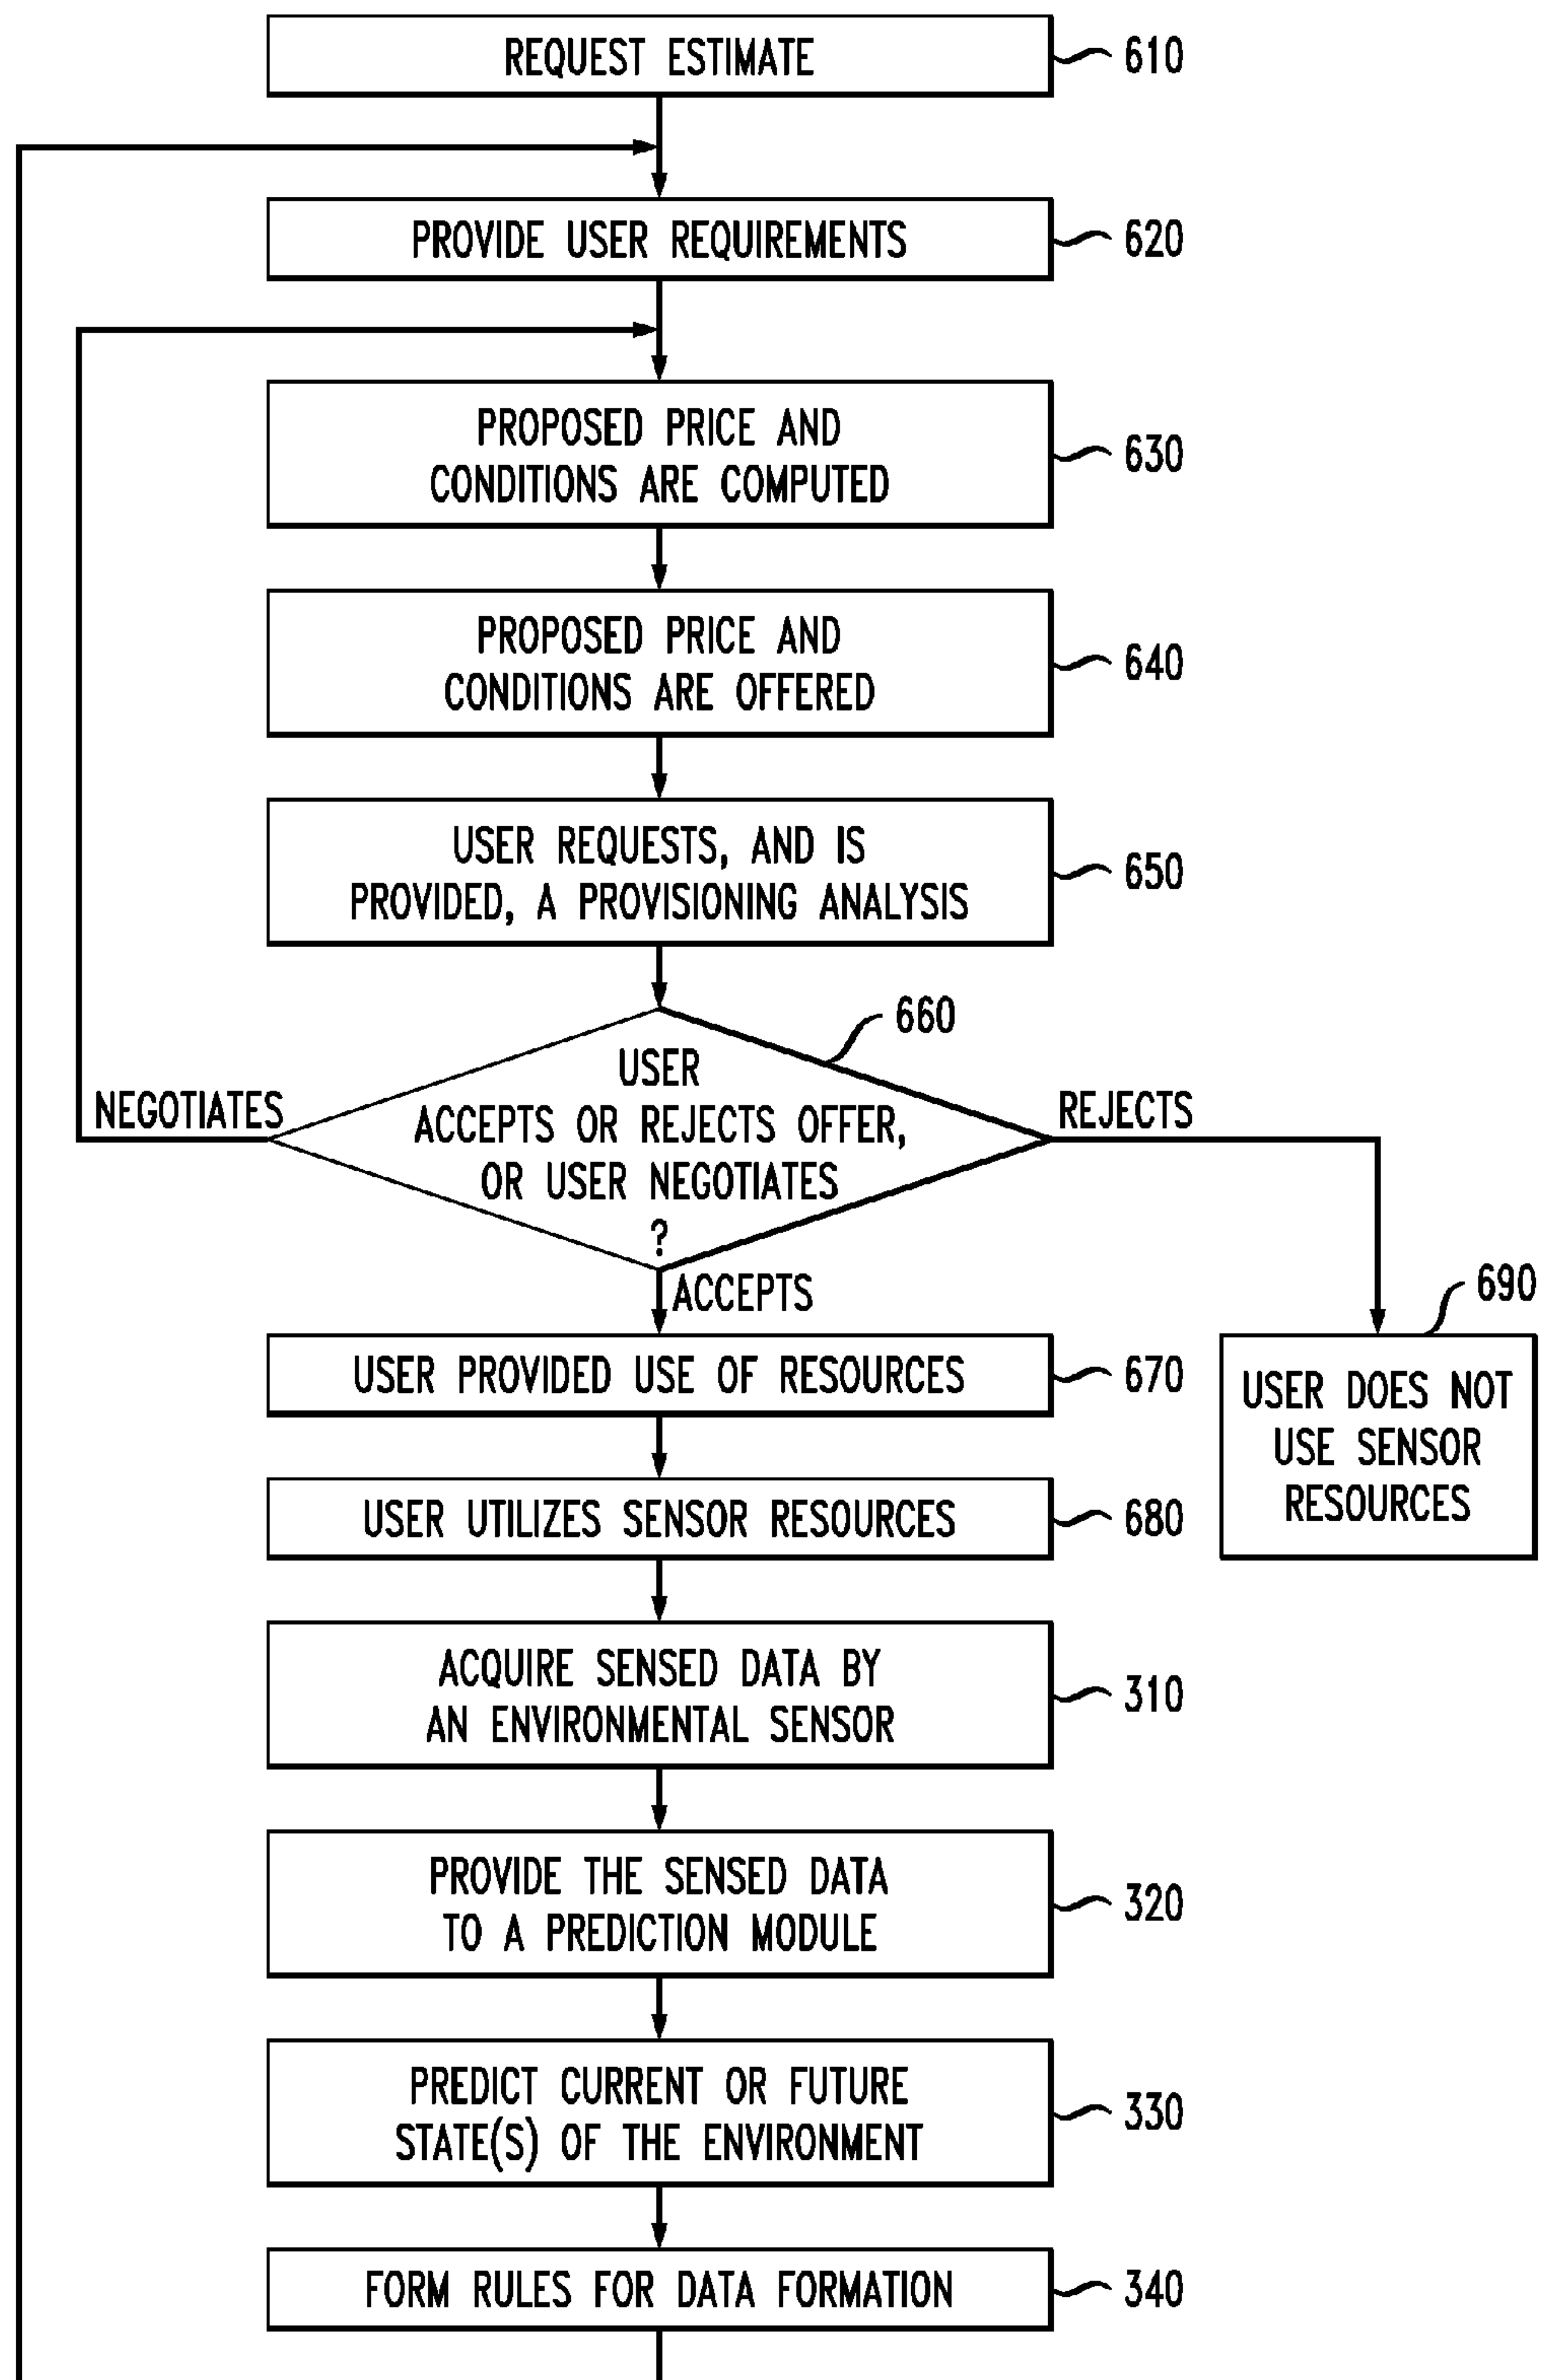 REQUEST ESTIMATE
610
PROVIDE USER REQUIREMENTS
620
PROPOSED PRICE AND
CONDITIONS ARE COMPUTED
630
PROPOSED PRICE AND
CONDITIONS ARE OFFERED
640
USER REQUESTS, AND IS
PROVIDED, A PROVISIONING ANALYSIS
650
660
USER
ACCEPTS OR REJECTS OFFER,
OR USER NEGOTIATES
?
NEGOTIATES
REJECTS
ACCEPTS
USER PROVIDED USE OF RESOURCES
670
690
USER DOES NOT
USE SENSOR
RESOURCES
USER UTILIZES SENSOR RESOURCES
680
ACQUIRE SENSED DATA BY
AN ENVIRONMENTAL SENSOR
310
PROVIDE THE SENSED DATA
TO A PREDICTION MODULE
320
PREDICT CURRENT OR FUTURE
STATE(S) OF THE ENVIRONMENT
330
FORM RULES FOR DATA FORMATION
340